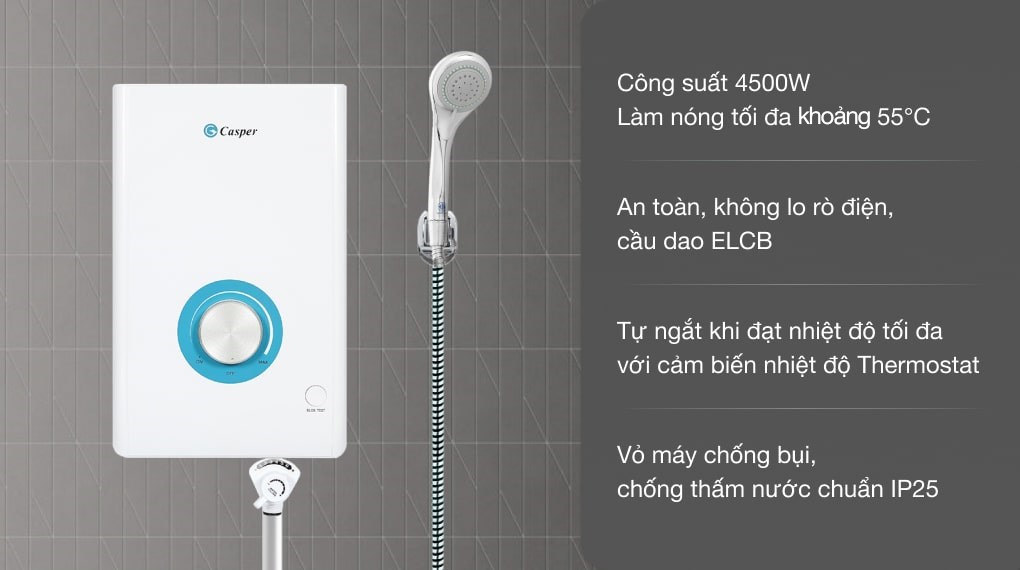 Casper
ELCB TEST
Công suất 4500W
Làm nóng tối đa khoảng 55°C
An toàn, không lo rò điện,
cầu dao ELCB
Tự ngắt khi đạt nhiệt độ tối đa
với cảm biến nhiệt độ Thermostat
Vỏ máy chống bụi,
chống thấm nước chuẩn IP25